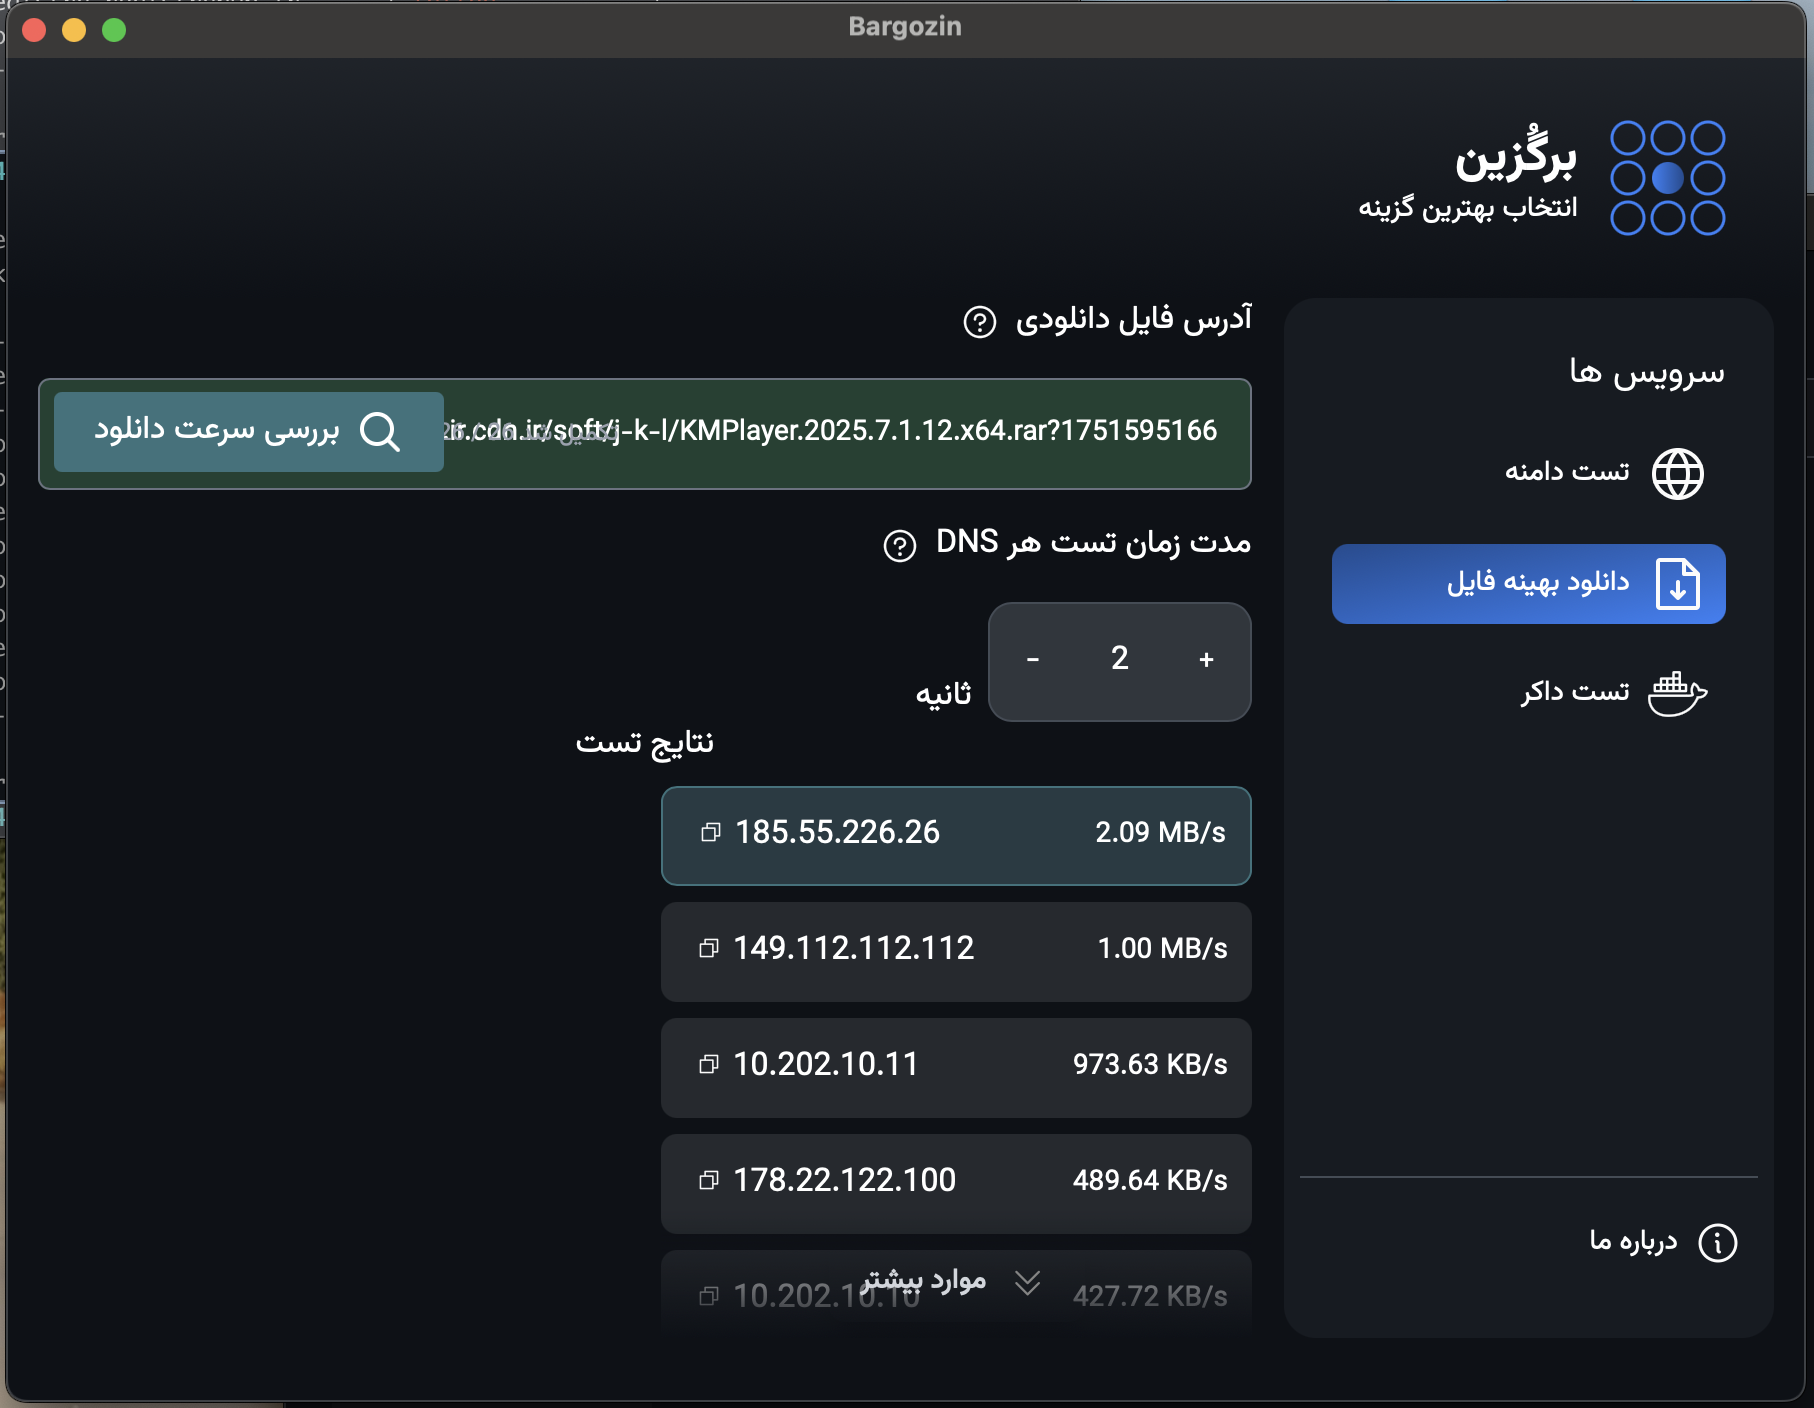 Bargozin
برگُزین
انتخاب بهترین گزینه
سرویس ها
تست دامنه
دانلود بهینه فایل
تست داکر
درباره ما
آدرس فایل دانلودی
ir.cdn.ir/soft/j-k-l/KMPlayer.2025.7.1.12.x64.rar?1751595166
تکمیل شد 26 / 26
بررسی سرعت دانلود
مدت زمان تست هر DNS
+ 2 -
ثانیه
نتایج تست
185.55.226.26 2.09 MB/s
149.112.112.112 1.00 MB/s
10.202.10.11 973.63 KB/s
178.22.122.100 489.64 KB/s
10.202.10.10 427.72 KB/s
موارد بیشتر